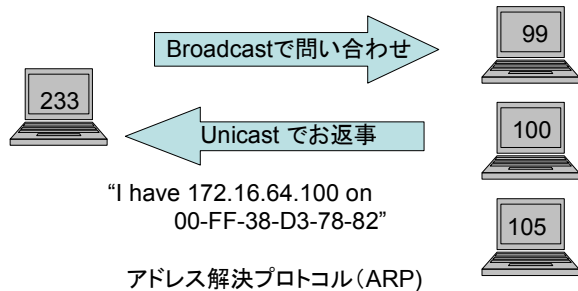 Broadcastで問い合わせ
99
233
Unicast でお返事
100
“I have 172.16.64.100 on
00-FF-38-D3-78-82”
105
アドレス解決プロトコル（ARP)